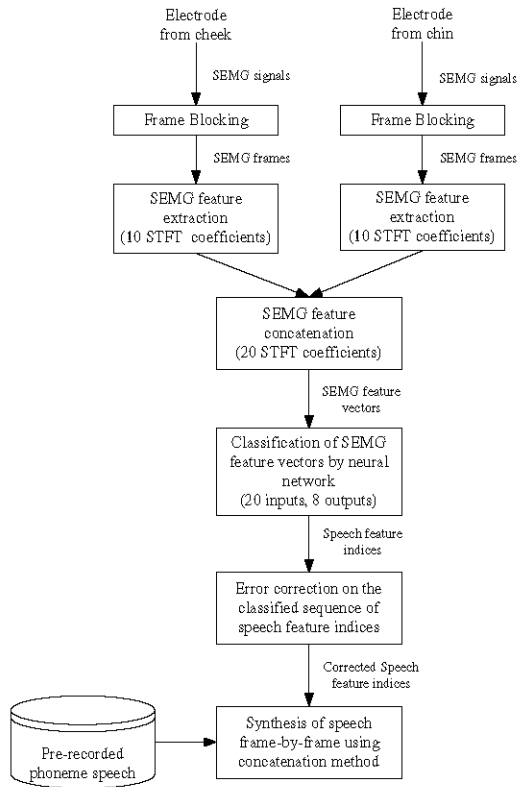 Electrode
from cheek
Electrode
from chin
SEMG signals
SEMG signals
Frame Blocking
Frame Blocking
SEMG frames
SEMG frames
SEMG feature
extraction
(10 STFT coefficients)
SEMG feature
extraction
(10 STFT coefficients)
SEMG feature
concatenation
(20 STFT coefficients)
SEMG feature
vectors
Classification of SEMG
feature vectors by neural
network
(20 inputs, 8 outputs)
Speech feature
indices
Error correction on the
classified sequence of
speech feature indices
Corrected Speech
feature indices
Pre-recorded
phoneme speech
Synthesis of speech
frame-by-frame using
concatenation method